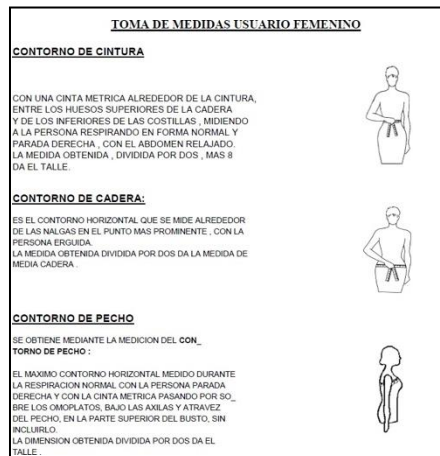 TOMA DE MEDIDAS USUARIO FEMENINO
CONTORNO DE CINTURA
CON UNA CINTA METRICA ALREDEDOR DE LA CINTURA,
ENTRE LOS HUESOS SUPERIORES DE LA CADERA
Y DE LOS INFERIORES DE LAS COSTILLAS , MIDIENDO
A LA PERSONA RESPIRANDO EN FORMA NORMAL Y
PARADA DERECHA , CON EL ABDOMEN RELAJADO.
LA MEDIDA OBTENIDA , DIVIDIDA POR DOS , MAS 8
DA EL TALLE.
CONTORNO DE CADERA:
ES EL CONTORNO HORIZONTAL QUE SE MIDE ALREDEDOR
DE LAS NALGAS EN EL PUNTO MAS PROMINENTE , CON LA
PERSONA ERGUIDA.
LA MEDIDA OBTENIDA DIVIDIDA POR DOS DA LA MEDIDA DE
MEDIA CADERA .
CONTORNO DE PECHO
SE OBTIENE MEDIANTE LA MEDICION DEL CON_
TORNO DE PECHO :
EL MAXIMO CONTORNO HORIZONTAL MEDIDO DURANTE
LA RESPIRACION NORMAL CON LA PERSONA PARADA
DERECHA Y CON LA CINTA METRICA PASANDO POR SO_
BRE LOS OMOPLATOS, BAJO LAS AXILAS Y ATRAVEZ
DEL PECHO, EN LA PARTE SUPERIOR DEL BUSTO, SIN
INCLUIRLO.
LA DIMENSION OBTENIDA DIVIDIDA POR DOS DA EL
TALLE .